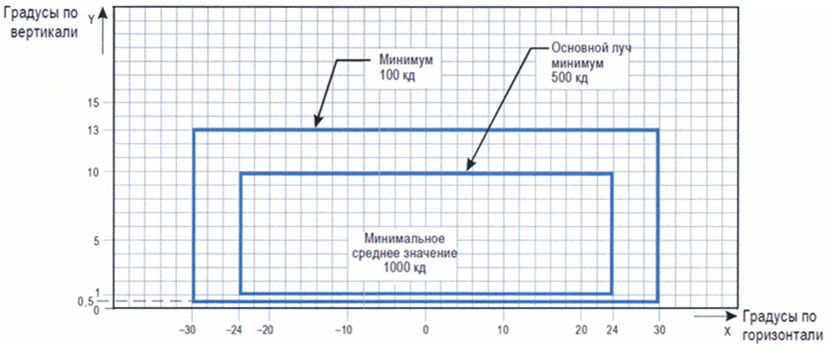 Градусы по
вертикали
Y
Минимум
100 кд
Основной луч
минимум
500 кд
15
13
10
5
1
0,5
0
Минимальное
среднее значение
1000 кд
–30
–24
–20
–10
0
10
20
24
30
X
Градусы по
горизонтали